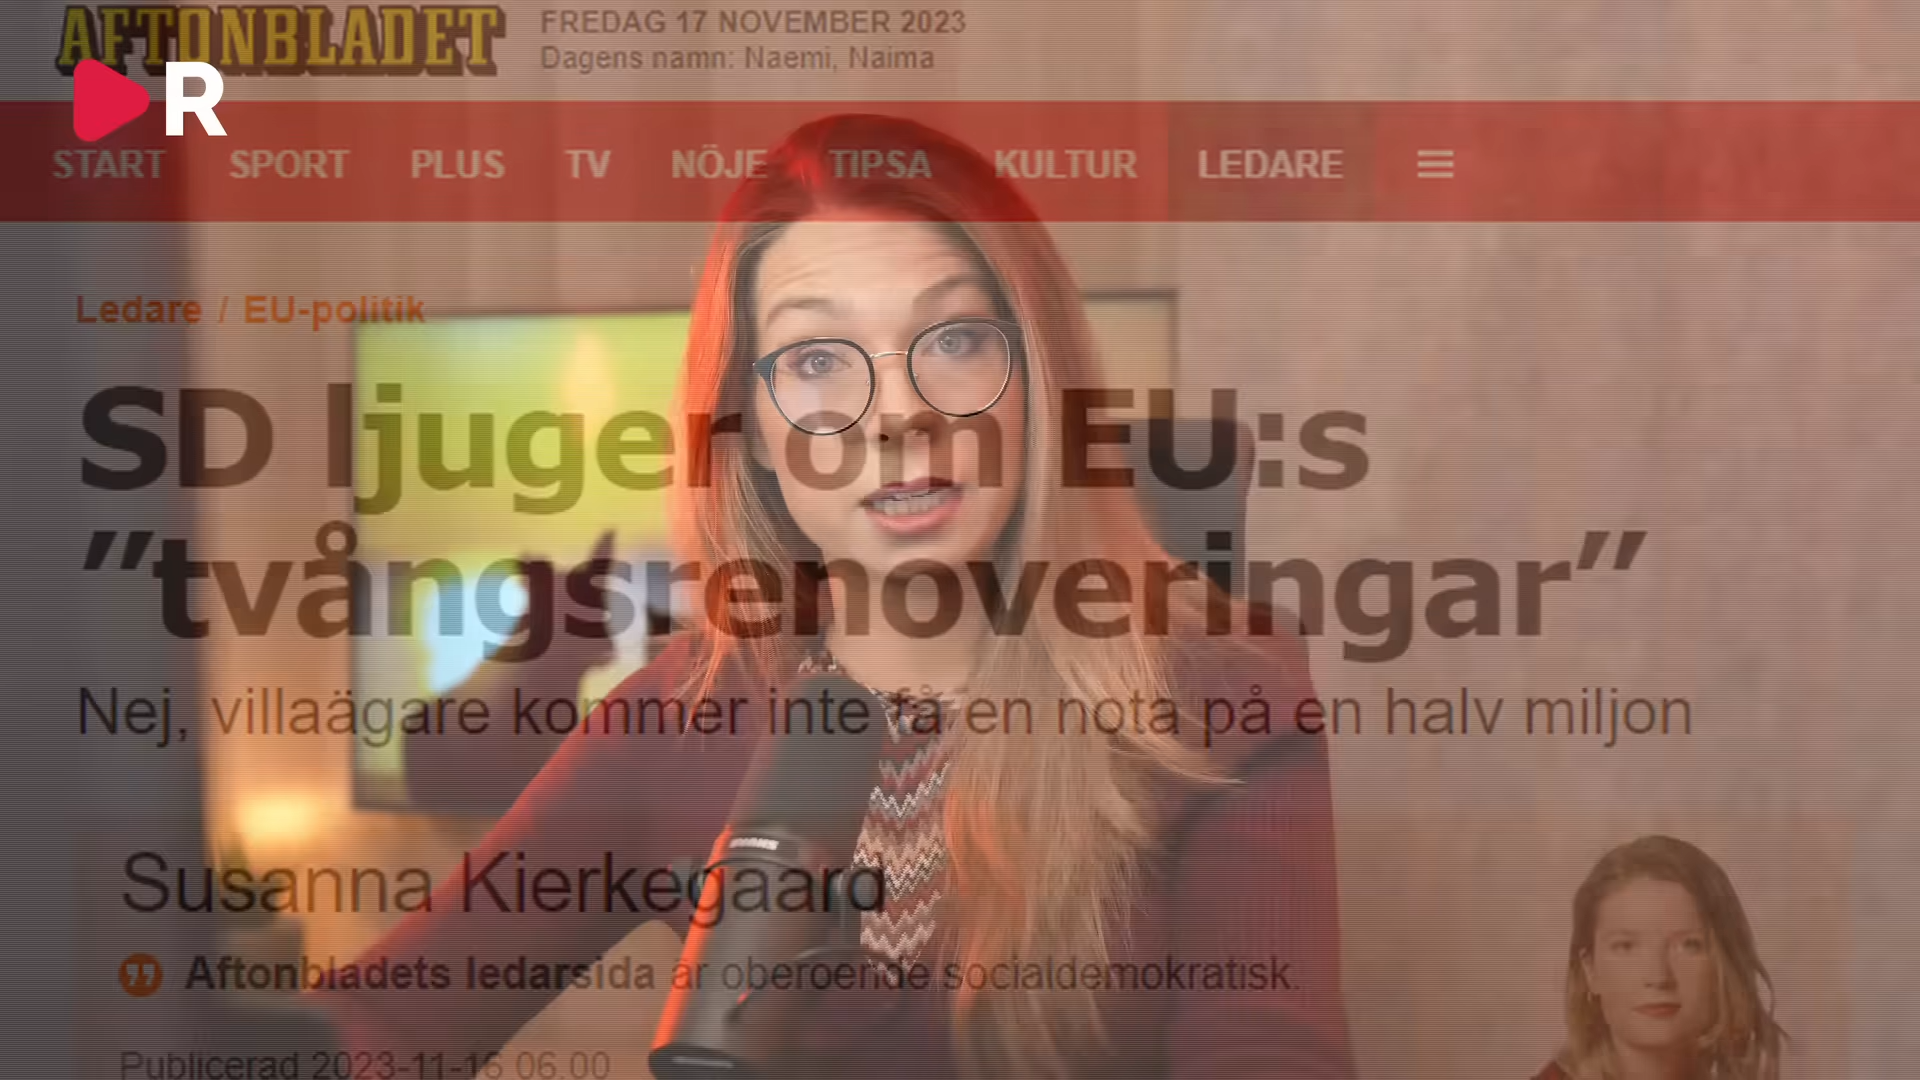 AFTONBLADET
FREDAG 17 NOVEMBER 2023
Dagens namn: Naemi, Naima
R
START SPORT PLUS TV NÖJE TIPSA KULTUR LEDARE
Ledare / EU-politik
SD ljuger om EU:s
”tvångsrenoveringar”
Nej, villaägare kommer inte få en nota på en halv miljon
Susanna Kierkegaard
Aftonbladets ledarsida är oberoende socialdemokratisk.
Publicerad 2023-11-16 06.00